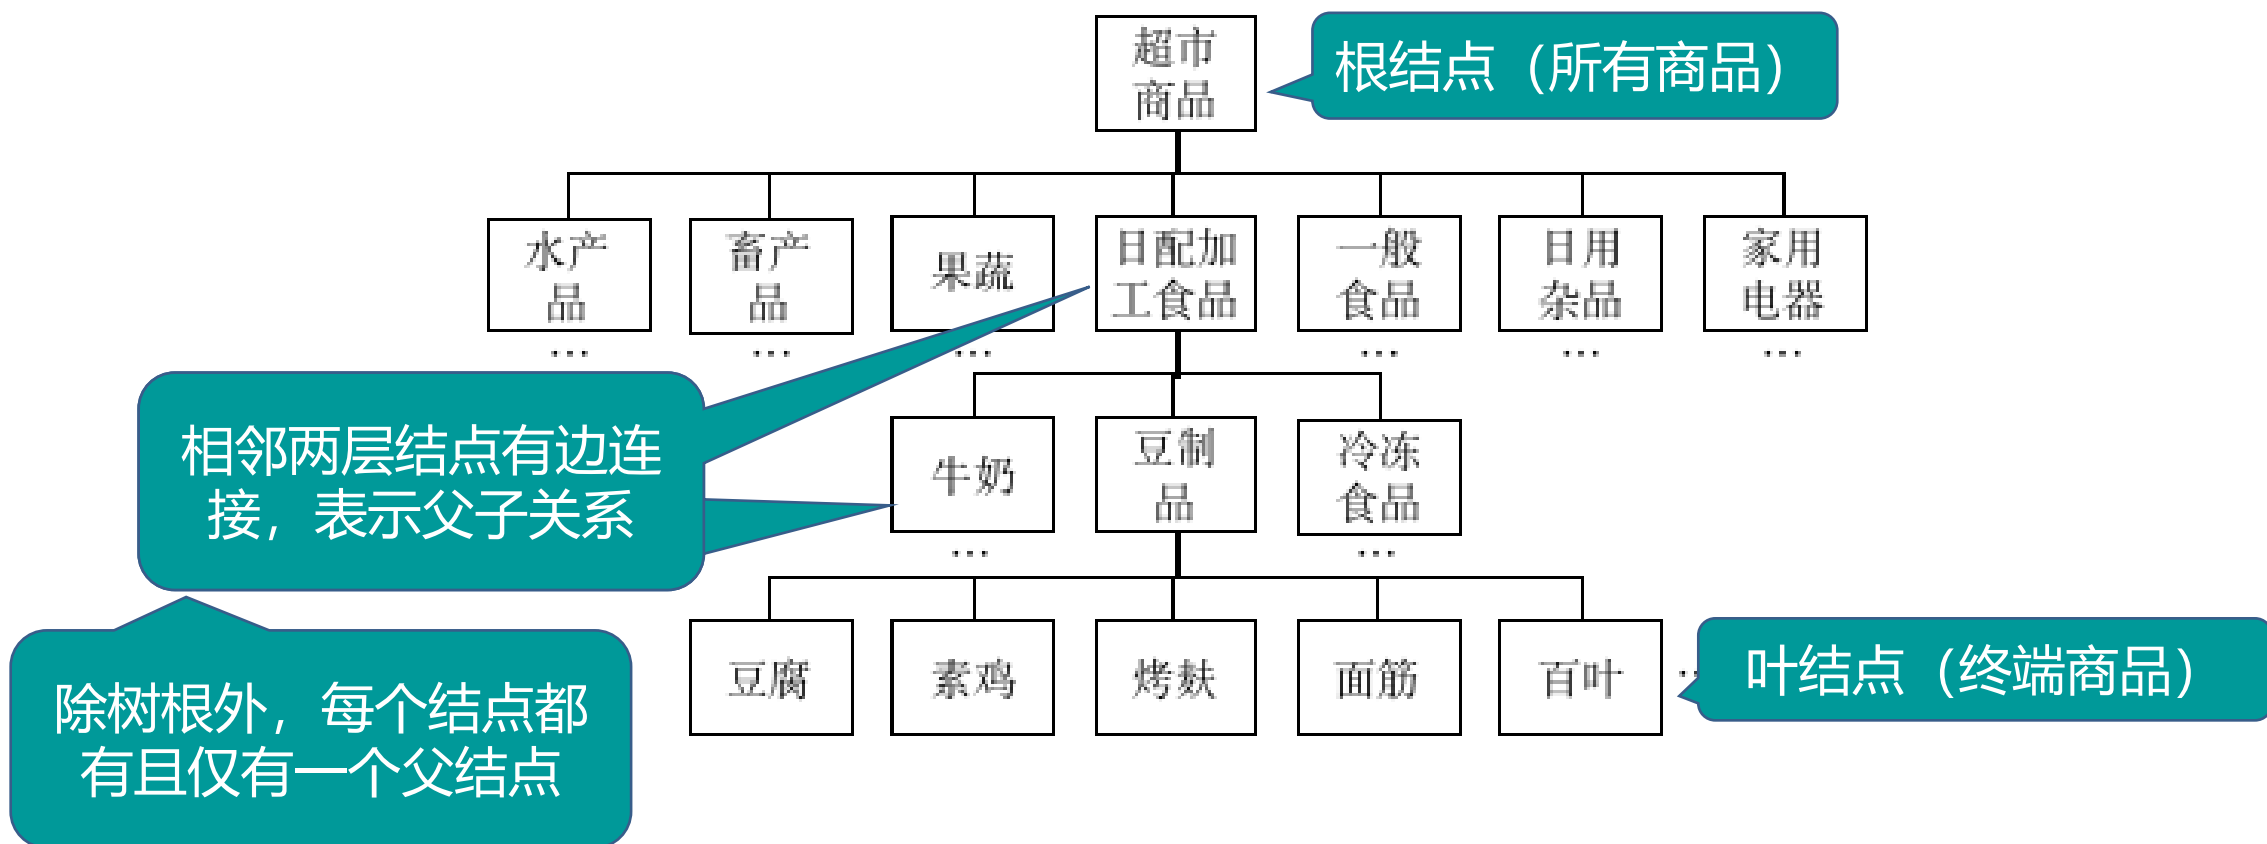 超市
商品
根结点（所有商品）
水产
品
畜产
品
果蔬
日配加
工食品
一般
食品
日用
杂品
家用
电器
…
…
…
…
…
…
相邻两层结点有边连
接，表示父子关系
牛奶
豆制
品
冷冻
食品
…
…
除树根外，每个结点都
有且仅有一个父结点
豆腐
素鸡
烤麸
面筋
百叶
…
叶结点（终端商品）